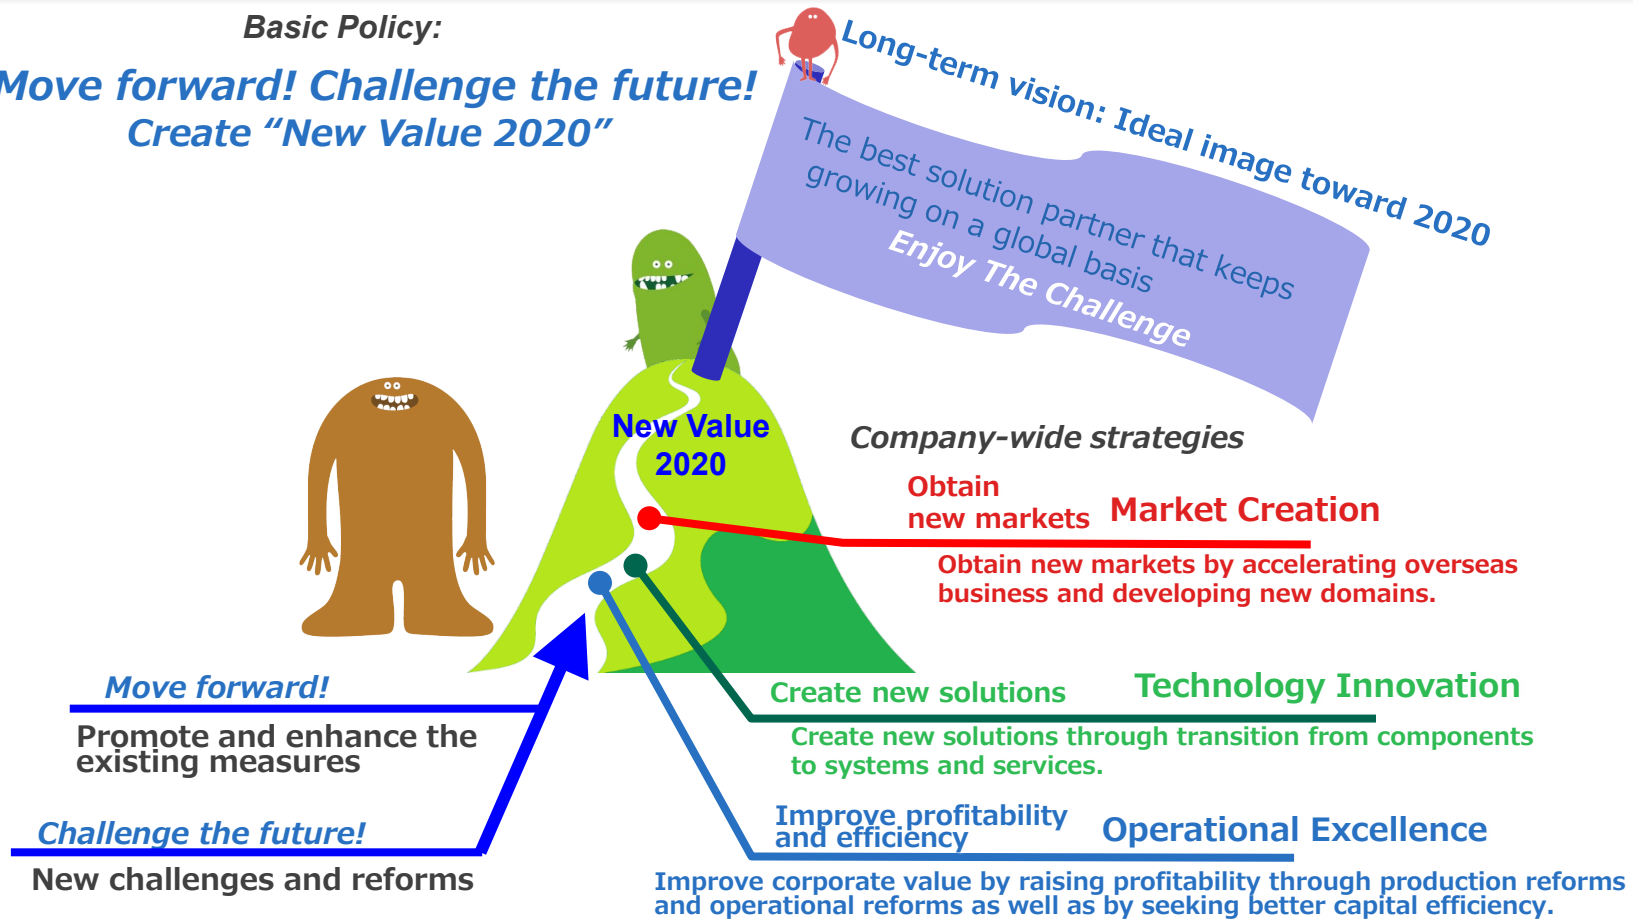 Basic Policy:
Move forward! Challenge the future!
Create “New Value 2020”
Long-term vision: Ideal image toward 2020
The best solution partner that keeps
growing on a global basis
Enjoy The Challenge
New Value
2020
Company-wide strategies
Obtain
new markets
Market Creation
Obtain new markets by accelerating overseas
business and developing new domains.
Create new solutions
Technology Innovation
Create new solutions through transition from components
to systems and services.
Improve profitability
and efficiency
Operational Excellence
Improve corporate value by raising profitability through production reforms
and operational reforms as well as by seeking better capital efficiency.
Move forward!
Promote and enhance the
existing measures
Challenge the future!
New challenges and reforms